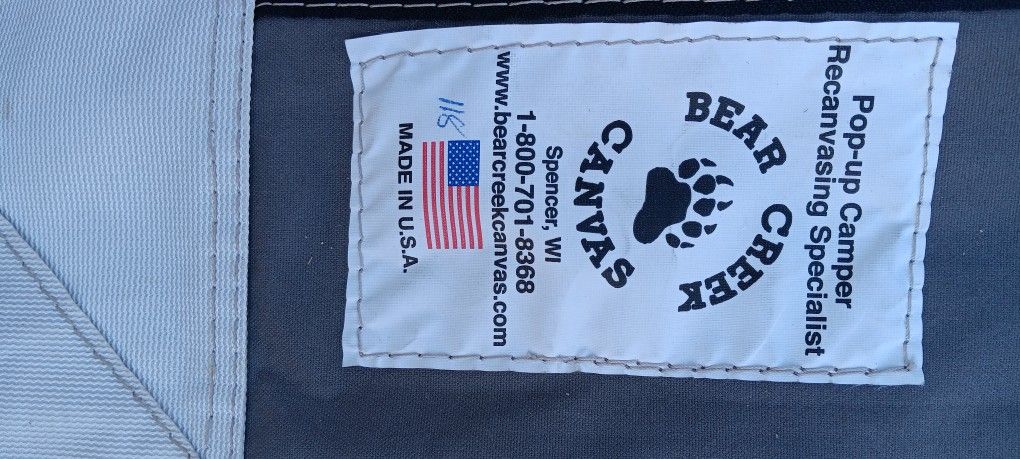 Pop-up Camper
Recanvasing Specialist
BEAR CREEK
CANVAS
Spencer, WI
1-800-701-8368
www.bearcreekcanvas.com
118
MADE IN U.S.A.